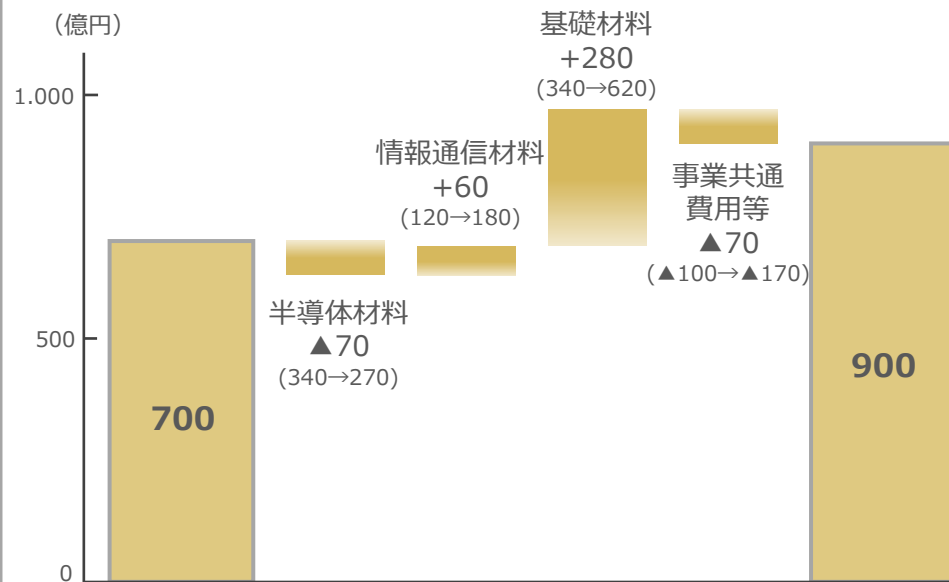 （億円）
1.000
500
0
700
半導体材料
▲70
(340→270)
情報通信材料
+60
(120→180)
基礎材料
+280
(340→620)
事業共通
費用等
▲70
(▲100→▲170)
900